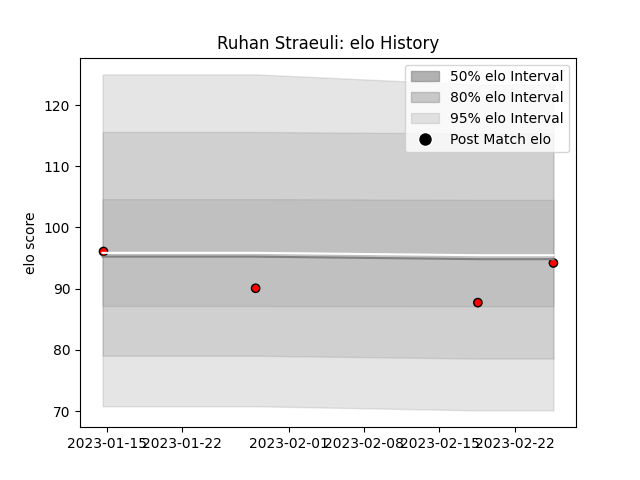 Ruhan Straeuli: elo History
50% elo Interval
80% elo Interval
95% elo Interval
Post Match elo
elo score
120
110
100
90
80
70
2023-01-15 2023-01-22 2023-02-01 2023-02-08 2023-02-15 2023-02-22